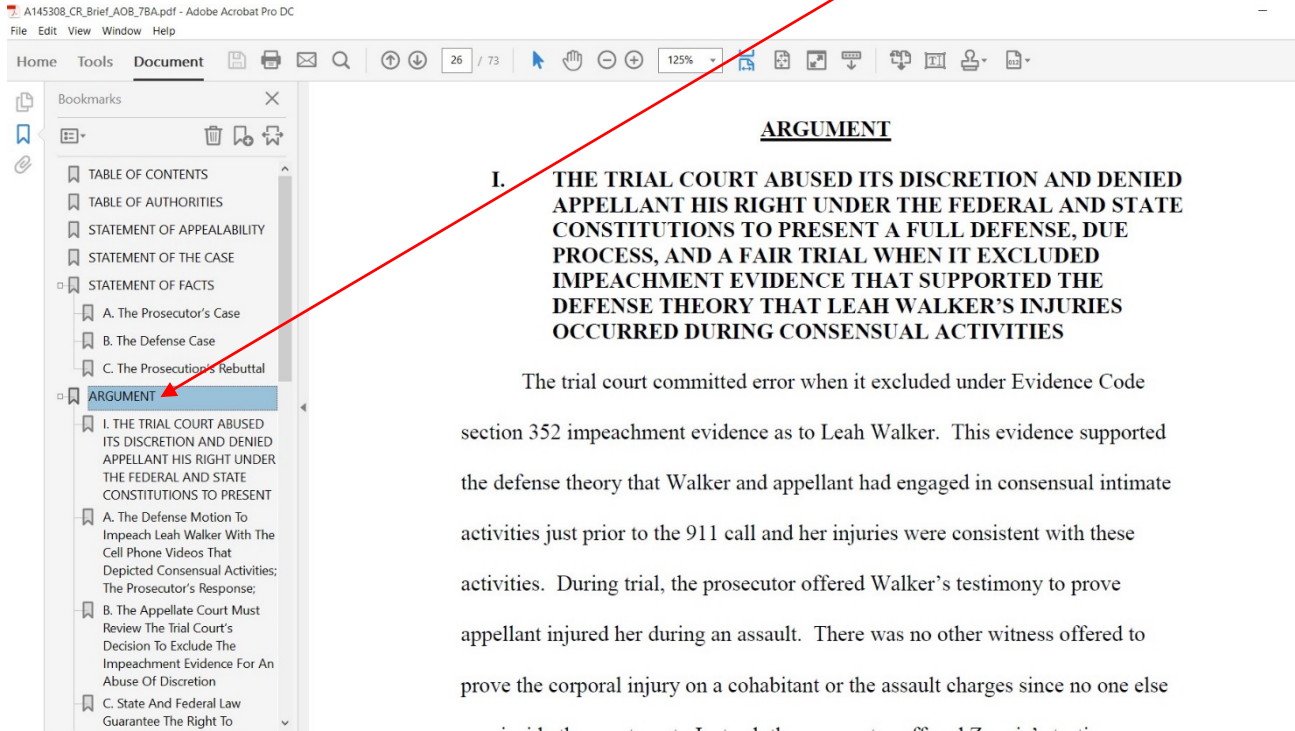 A145308_CR_Brief_AOB_7BA.pdf - Adobe Acrobat Pro DC
File Edit View Window Help
Home Tools Document 26 / 73 125%
Bookmarks
TABLE OF CONTENTS
TABLE OF AUTHORITIES
STATEMENT OF APPEALABILITY
STATEMENT OF THE CASE
STATEMENT OF FACTS
A. The Prosecutor's Case
B. The Defense Case
C. The Prosecution's Rebuttal
ARGUMENT
I. THE TRIAL COURT ABUSED
ITS DISCRETION AND DENIED
APPELLANT HIS RIGHT UNDER
THE FEDERAL AND STATE
CONSTITUTIONS TO PRESENT
A. The Defense Motion To
Impeach Leah Walker With The
Cell Phone Videos That
Depicted Consensual Activities;
The Prosecutor's Response;
B. The Appellate Court Must
Review The Trial Court's
Decision To Exclude The
Impeachment Evidence For An
Abuse Of Discretion
C. State And Federal Law
Guarantee The Right To
ARGUMENT
I. THE TRIAL COURT ABUSED ITS DISCRETION AND DENIED
APPELLANT HIS RIGHT UNDER THE FEDERAL AND STATE
CONSTITUTIONS TO PRESENT A FULL DEFENSE, DUE
PROCESS, AND A FAIR TRIAL WHEN IT EXCLUDED
IMPEACHMENT EVIDENCE THAT SUPPORTED THE
DEFENSE THEORY THAT LEAH WALKER'S INJURIES
OCCURRED DURING CONSENSUAL ACTIVITIES
The trial court committed error when it excluded under Evidence Code
section 352 impeachment evidence as to Leah Walker. This evidence supported
the defense theory that Walker and appellant had engaged in consensual intimate
activities just prior to the 911 call and her injuries were consistent with these
activities. During trial, the prosecutor offered Walker's testimony to prove
appellant injured her during an assault. There was no other witness offered to
prove the corporal injury on a cohabitant or the assault charges since no one else